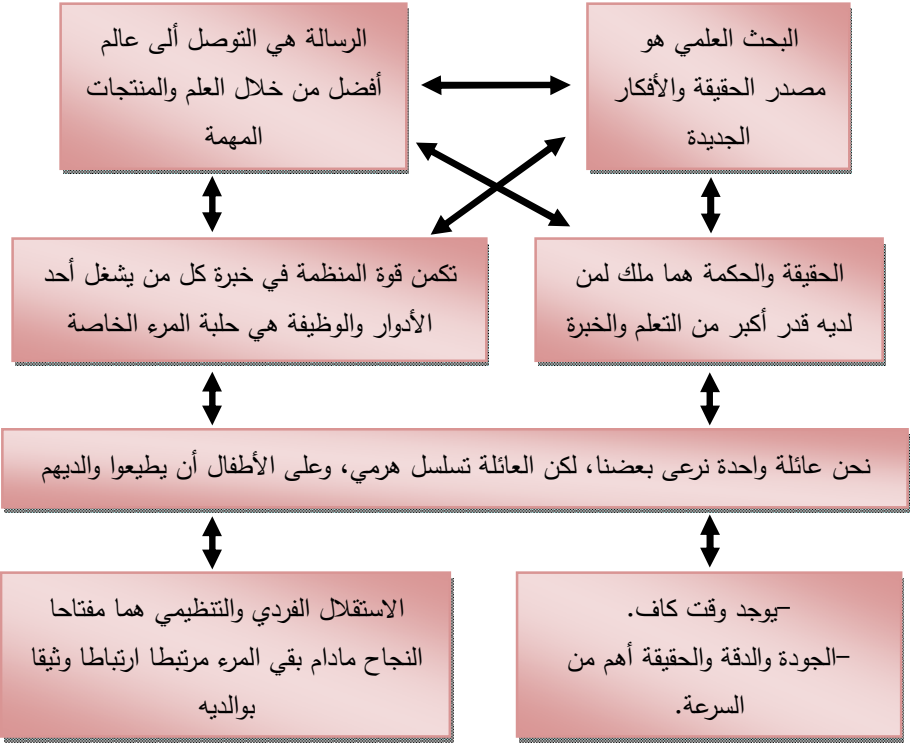 البحث العلمي هو
مصدر الحقيقة والأفكار
الجديدة
الرسالة هي التوصل ألى عالم
أفضل من خلال العلم والمنتجات
المهمة
الحقيقة والحكمة هما ملك لمن
لديه قدر أكبر من التعلم والخبرة
تكمن قوة المنظمة في خبرة كل من يشغل أحد
الأدوار والوظيفة هي حلبة المرء الخاصة
نحن عائلة واحدة نرعى بعضنا، لكن العائلة تسلسل هرمي، وعلى الأطفال أن يطيعوا والديهم
-يوجد وقت كاف.
-الجودة والدقة والحقيقة أهم من
السرعة.
الاستقلال الفردي والتنظيمي هما مفتاحا
النجاح مادام بقي المرء مرتبطا ارتباطا وثيقا
بوالديه